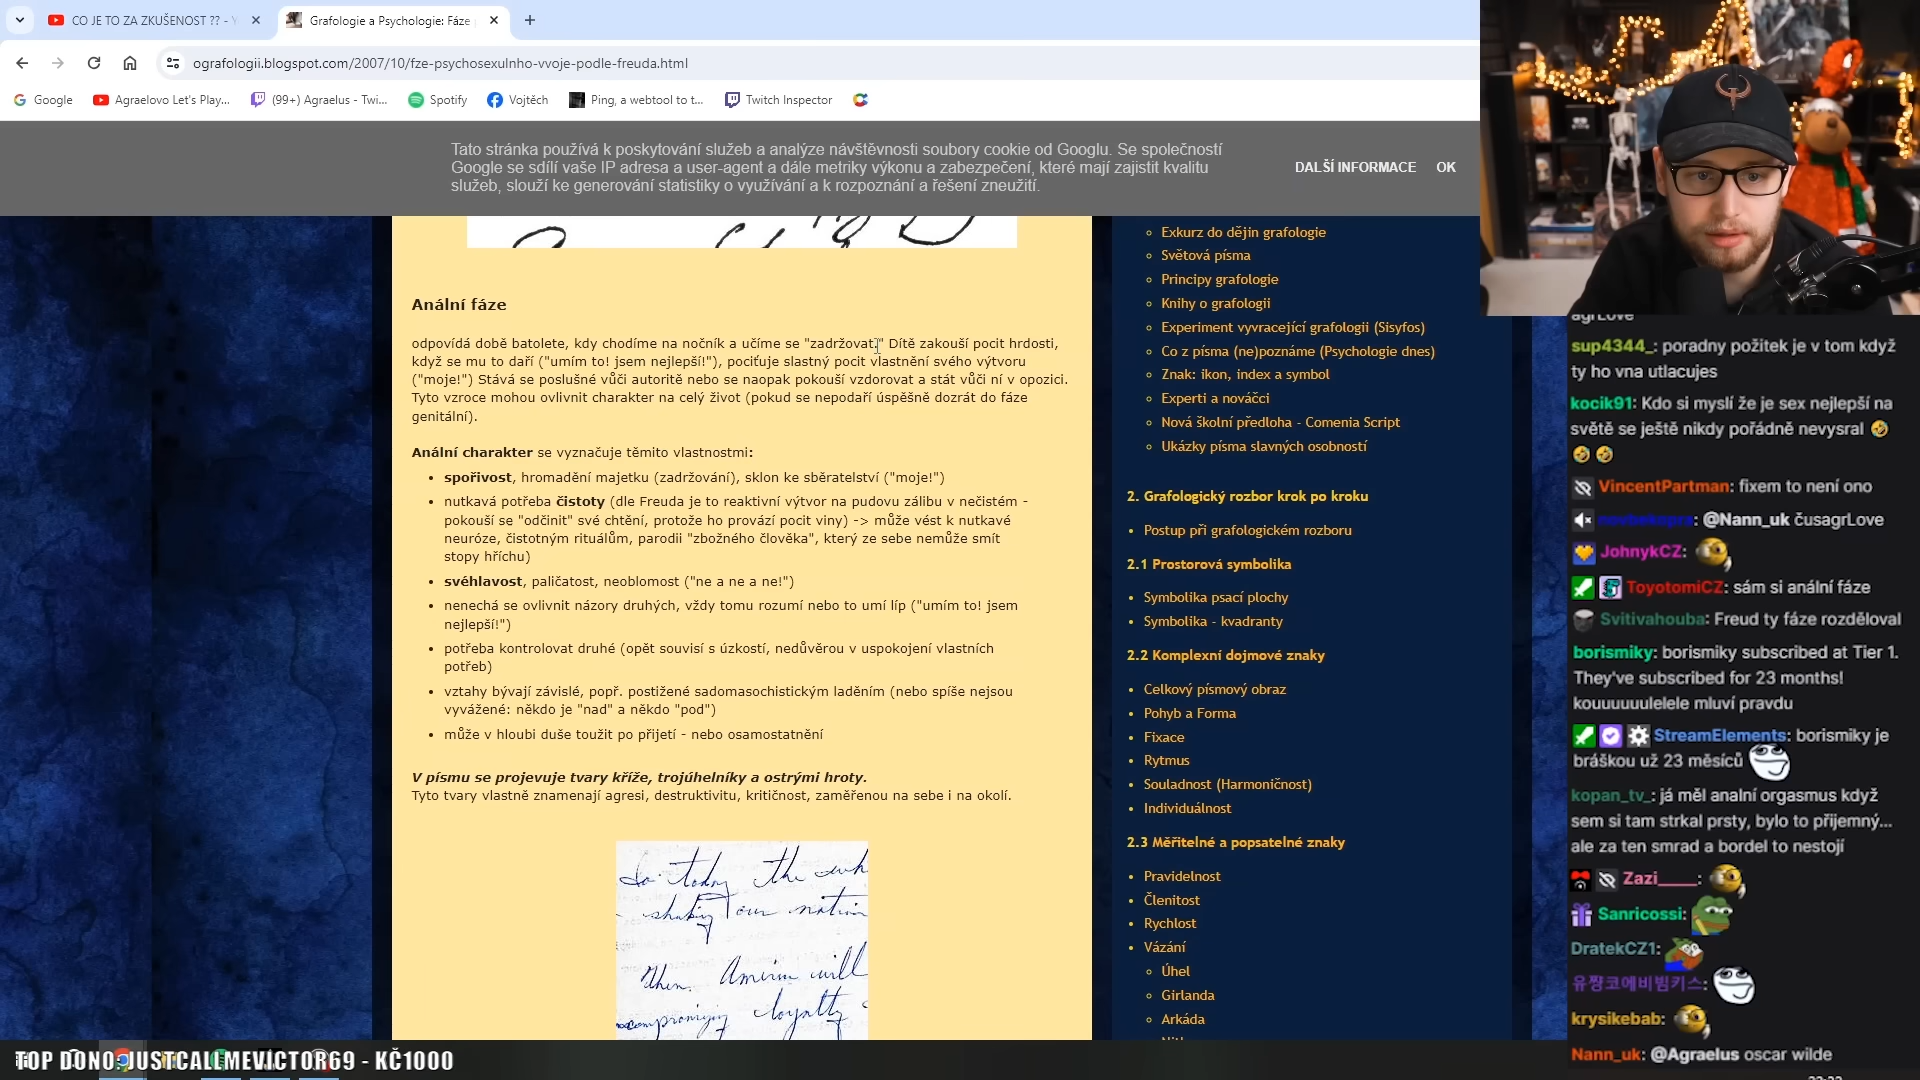 CO JE TO ZA ZKUŠENOST ?? - Y
Grafologie a Psychologie: Fáze
ografologii.blogspot.com/2007/10/fze-psychosexulnho-vvoje-podle-freuda.html
Google
Agraelovo Let's Play...
(99+) Agraelus - Twi...
Spotify
Vojtěch
Ping, a webtool to t...
Twitch Inspector
Tato stránka používá k poskytování služeb a analýze návštěvnosti soubory cookie od Googlu. Se společností
Google se sdílí vaše IP adresa a user-agent a dále metriky výkonu a zabezpečení, které mají zajistit kvalitu
služeb, slouží ke generování statistiky o využívání a k rozpoznání a řešení zneužití.
DALŠÍ INFORMACE
OK
Anální fáze
odpovídá době batolete, kdy chodíme na nočník a učíme se "zadržovat." Dítě zakouší pocit hrdosti,
když se mu to daří ("umím to! jsem nejlepší!"), pociťuje slastný pocit vlastnění svého výtvoru
("moje!") Stává se poslušné vůči autoritě nebo se naopak pokouší vzdorovat a stát vůči ní v opozici.
Tyto vzroce mohou ovlivnit charakter na celý život (pokud se nepodaří úspěšně dozrát do fáze
genitální).
Anální charakter se vyznačuje těmito vlastnostmi:
spořivost, hromadění majetku (zadržování), sklon ke sběratelství ("moje!")
nutkavá potřeba čistoty (dle Freuda je to reaktivní výtvor na pudovu zálibu v nečistém -
pokouší se "odčinit" své chtění, protože ho provází pocit viny) -> může vést k nutkavé
neuróze, čistotným rituálům, parodii "zbožného člověka", který ze sebe nemůže smít
stopy hříchu)
svéhlavost, paličatost, neoblomost ("ne a ne a ne!")
nenechá se ovlivnit názory druhých, vždy tomu rozumí nebo to umí líp ("umím to! jsem
nejlepší!")
potřeba kontrolovat druhé (opět souvisí s úzkostí, nedůvěrou v uspokojení vlastních
potřeb)
vztahy bývají závislé, popř. postižené sadomasochistickým laděním (nebo spíše nejsou
vyvážené: někdo je "nad" a někdo "pod")
může v hloubi duše toužit po přijetí - nebo osamostatnění
V písmu se projevuje tvary kříže, trojúhelníky a ostrými hroty.
Tyto tvary vlastně znamenají agresi, destruktivitu, kritičnost, zaměřenou na sebe i na okolí.
today the
our nation
Then. will
loyalty
Exkurz do dějin grafologie
Světová písma
Principy grafologie
Knihy o grafologii
Experiment vyvracející grafologii (Sisyfos)
Co z písma (ne)poznáme (Psychologie dnes)
Znak: ikon, index a symbol
Experti a nováčci
Nová školní předloha - Comenia Script
Ukázky písma slavných osobností
2. Grafologický rozbor krok po kroku
Postup při grafologickém rozboru
2.1 Prostorová symbolika
Symbolika psací plochy
Symbolika - kvadranty
2.2 Komplexní dojmové znaky
Celkový písmový obraz
Pohyb a Forma
Fixace
Rytmus
Souladnost (Harmoničnost)
Individuálnost
2.3 Měřitelné a popsatelné znaky
Pravidelnost
Členitost
Rychlost
Vázání
Úhel
Girlanda
Arkáda
agrLove
sup4344_: poradny požitek je v tom když
ty ho vna utlacujes
kocik91: Kdo si myslí že je sex nejlepší na
světě se ještě nikdy pořádně nevysral
VincentPartman: fixem to není ono
@Nann_uk čusagrLove
JohnykCZ:
ToyotomiCZ: sám si anální fáze
Svitivahouba: Freud ty fáze rozděloval
borismiky: borismiky subscribed at Tier 1.
They've subscribed for 23 months!
kouuuuuulelele mluví pravdu
StreamElements: borismiky je
bráškou už 23 měsíců
kopan_tv_: já měl analní orgasmus když
sem si tam strkal prsty, bylo to přijemný...
ale za ten smrad a bordel to nestojí
Zazi____:
Sanricossi:
DratekCZ1:
유쨩코에비빔키스:
krysikebab:
Nann_uk: @Agraelus oscar wilde
TOP DONO: JUSTCALLMEVICTOR69 - KČ1000